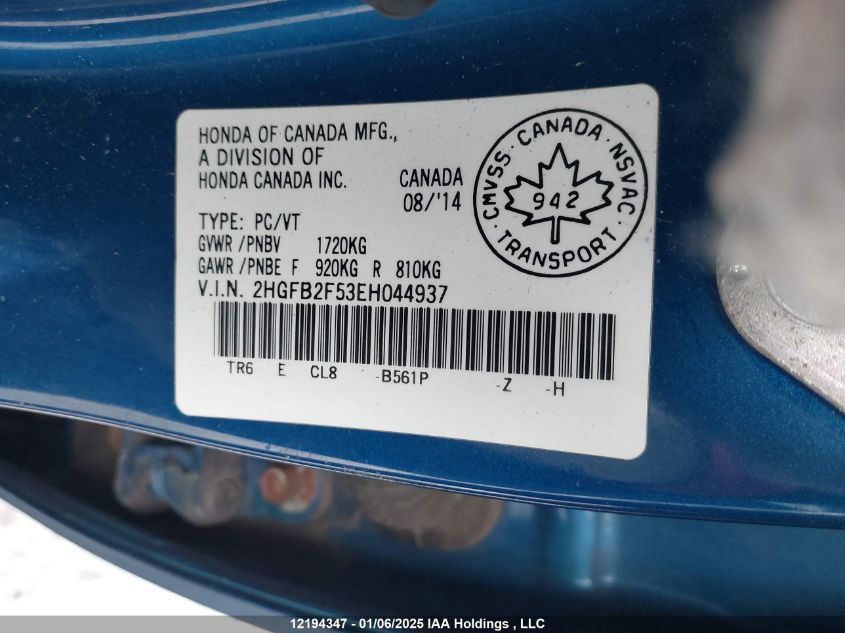 HONDA OF CANADA MFG.,
A DIVISION OF
HONDA CANADA INC.
CANADA
08/'14
TYPE: PC/VT
GVWR/PNBV 1720KG
GAWR/PNBE F 920KG R 810KG
V.I.N. 2HGFB2F53EH044937
TR6 E CL8 -B561P -Z -H
CMVSS · CANADA · NSVAC
942
· TRANSPORT ·
12194347 - 01/06/2025 IAA Holdings , LLC